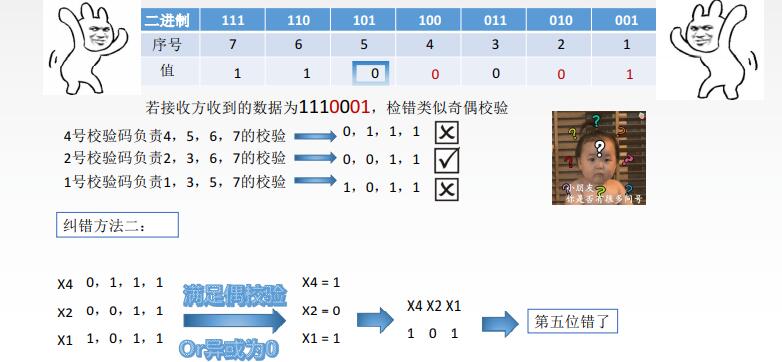 二进制 111 110 101 100 011 010 001
序号 7 6 5 4 3 2 1
值 1 1 0 0 0 0 1
若接收方收到的数据为1110001，检错类似奇偶校验
4号校验码负责4，5，6，7的校验 0，1，1，1
2号校验码负责2，3，6，7的校验 0，0，1，1
1号校验码负责1，3，5，7的校验 1，0，1，1
小朋友
你是否有很多问号
纠错方法二：
X4 0，1，1，1
X2 0，0，1，1
X1 1，0，1，1
满足偶校验
Or异或为0
X4 = 1
X2 = 0
X1 = 1
X4 X2 X1
1 0 1
第五位错了